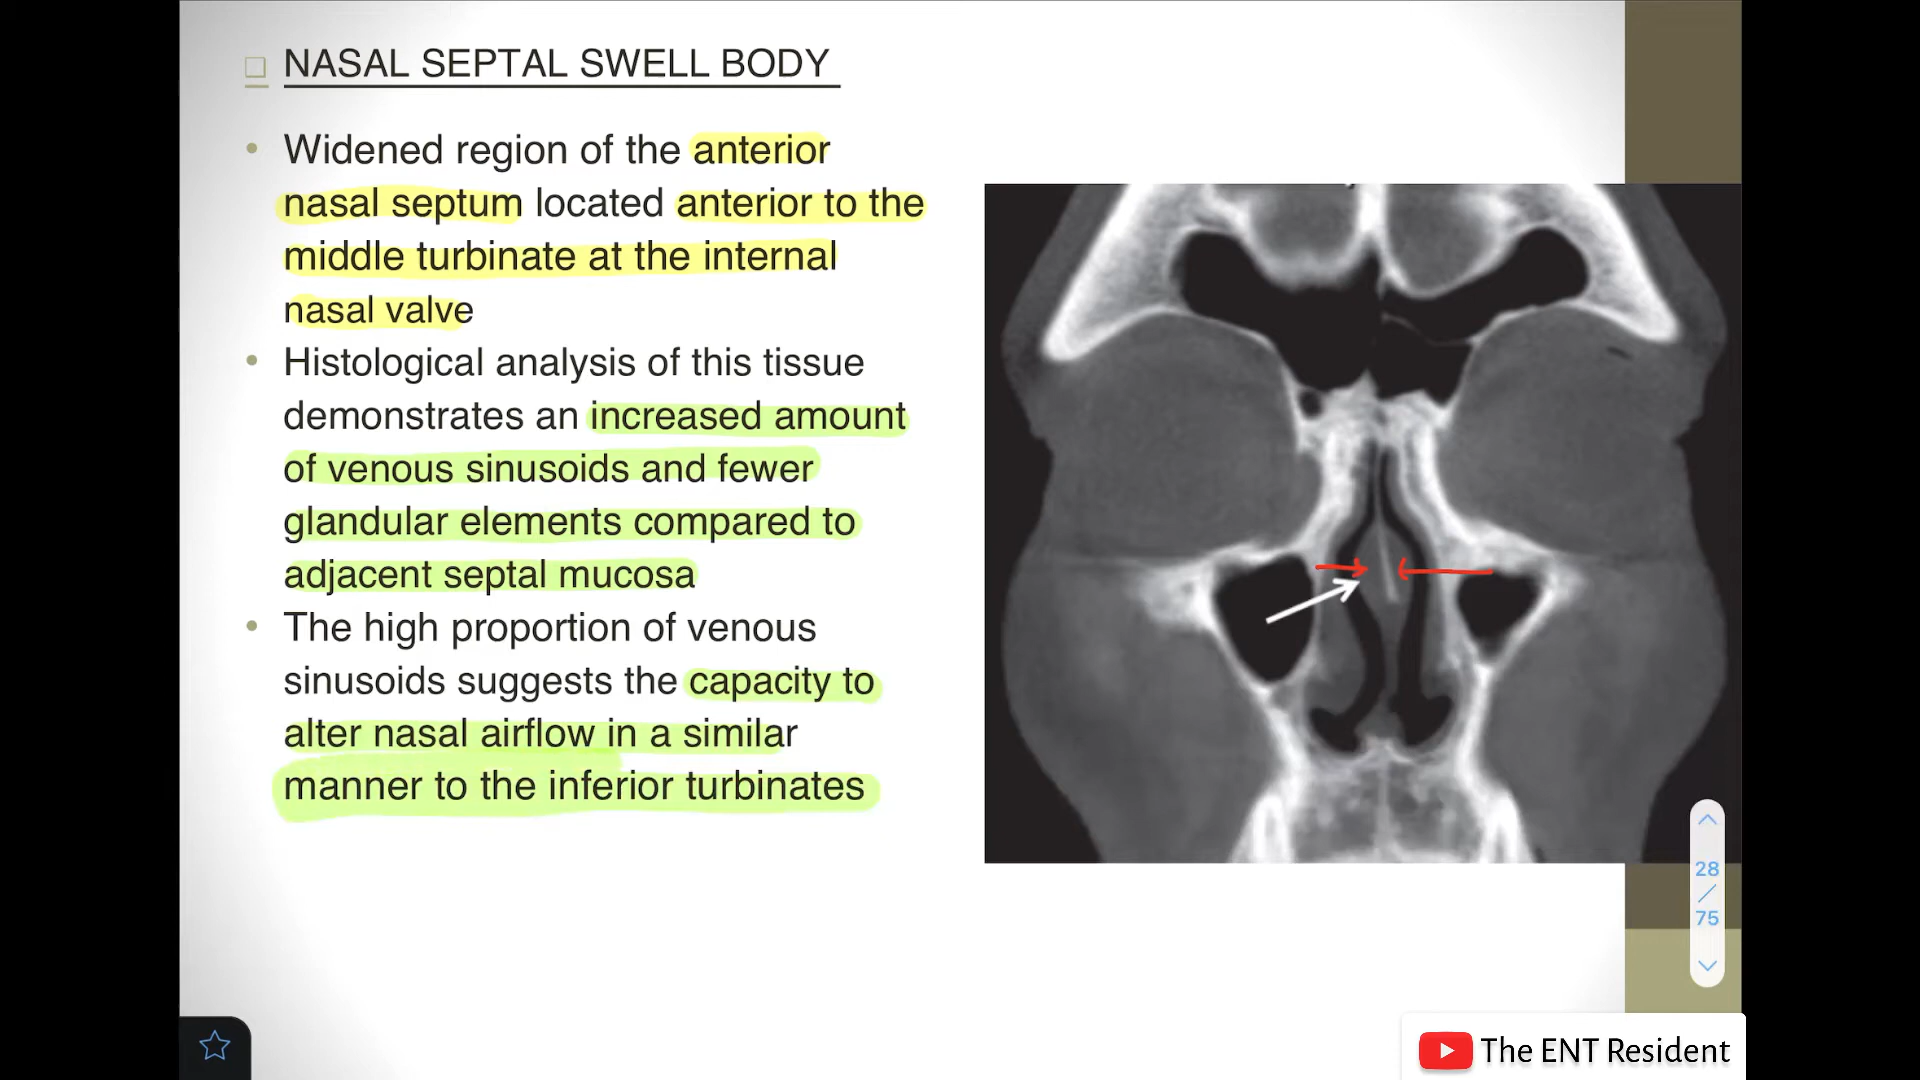 NASAL SEPTAL SWELL BODY
Widened region of the anterior
nasal septum located anterior to the
middle turbinate at the internal
nasal valve
Histological analysis of this tissue
demonstrates an increased amount
of venous sinusoids and fewer
glandular elements compared to
adjacent septal mucosa
The high proportion of venous
sinusoids suggests the capacity to
alter nasal airflow in a similar
manner to the inferior turbinates
28
/
75
The ENT Resident